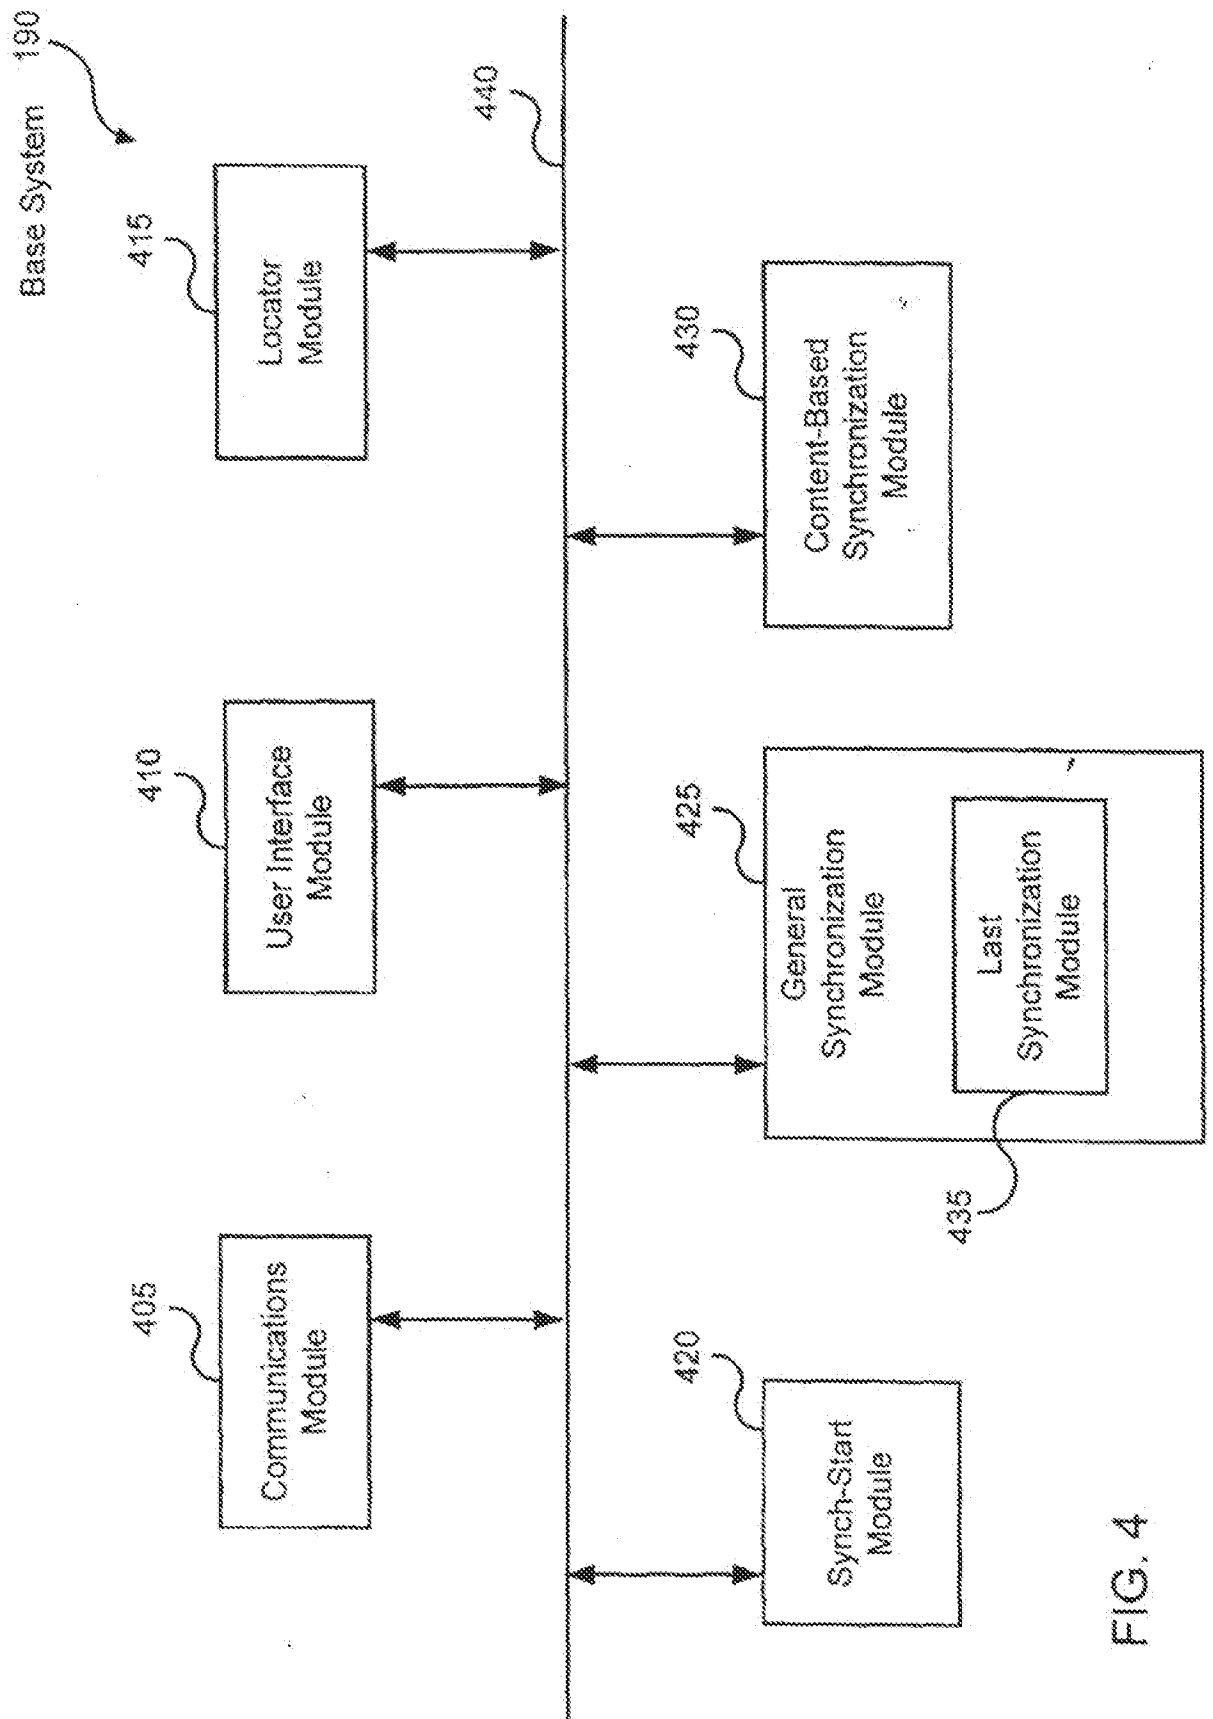 Base System 190
405
Communications
Module
410
User Interface
Module
415
Locator
Module
440
420
Synch-Start
Module
425
General
Synchronization
Module
435
Last
Synchronization
Module
430
Content-Based
Synchronization
Module
FIG. 4